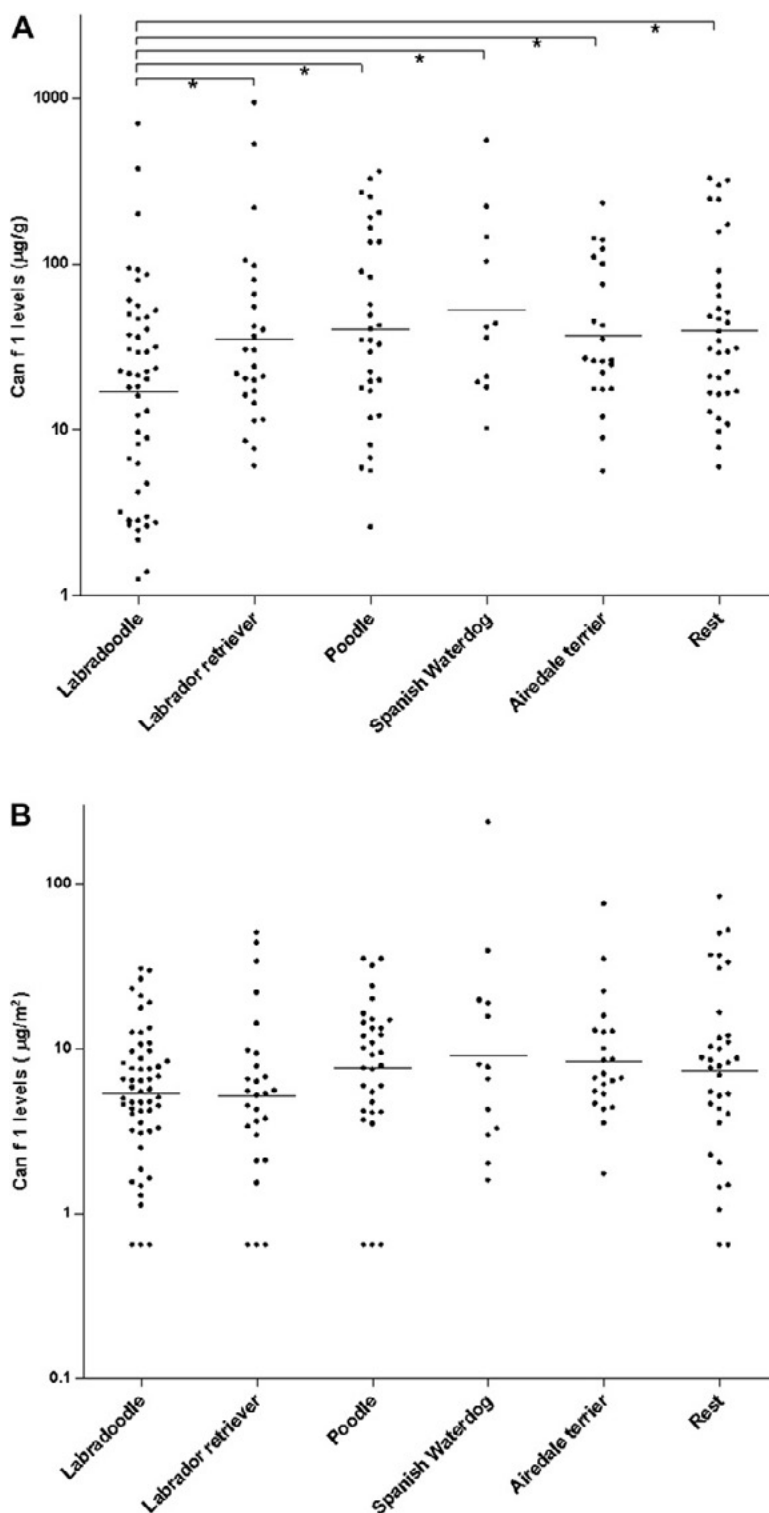 A
* * * * *
1000
100
10
1
Can f 1 levels (µg/g)
Labradoodle
Labrador retriever
Poodle
Spanish Waterdog
Airedale terrier
Rest
B
100
10
1
0.1
Can f 1 levels ( µg/m²)
Labradoodle
Labrador retriever
Poodle
Spanish Waterdog
Airedale terrier
Rest